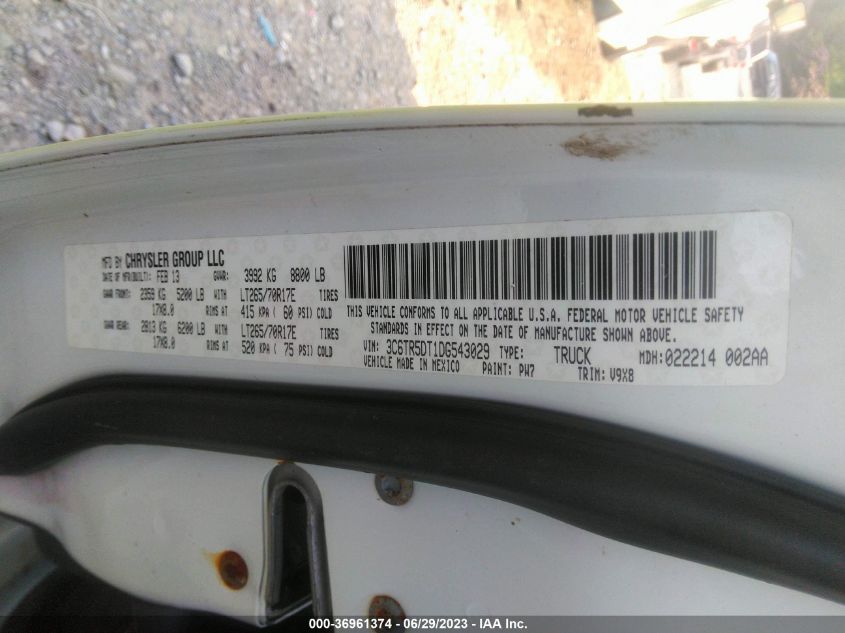 MFD BY CHRYSLER GROUP LLC
DATE OF MFR(BUILT): FEB 13 GVWR: 3992 KG 8800 LB
GAWR FRONT: 2359 KG 5200 LB WITH LT265/70R17E TIRES
17X8.0 RIMS AT 415 KPA ( 60 PSI) COLD
GAWR REAR: 2813 KG 6200 LB WITH LT265/70R17E TIRES
17X8.0 RIMS AT 520 KPA ( 75 PSI) COLD
THIS VEHICLE CONFORMS TO ALL APPLICABLE U.S.A. FEDERAL MOTOR VEHICLE SAFETY
STANDARDS IN EFFECT ON THE DATE OF MANUFACTURE SHOWN ABOVE.
VIN: 3C6TR5DT1DG543029 TYPE: TRUCK MDH: 022214 002AA
VEHICLE MADE IN MEXICO PAINT: PW7 TRIM: V9X8
000-36961374 - 06/29/2023 - IAA Inc.